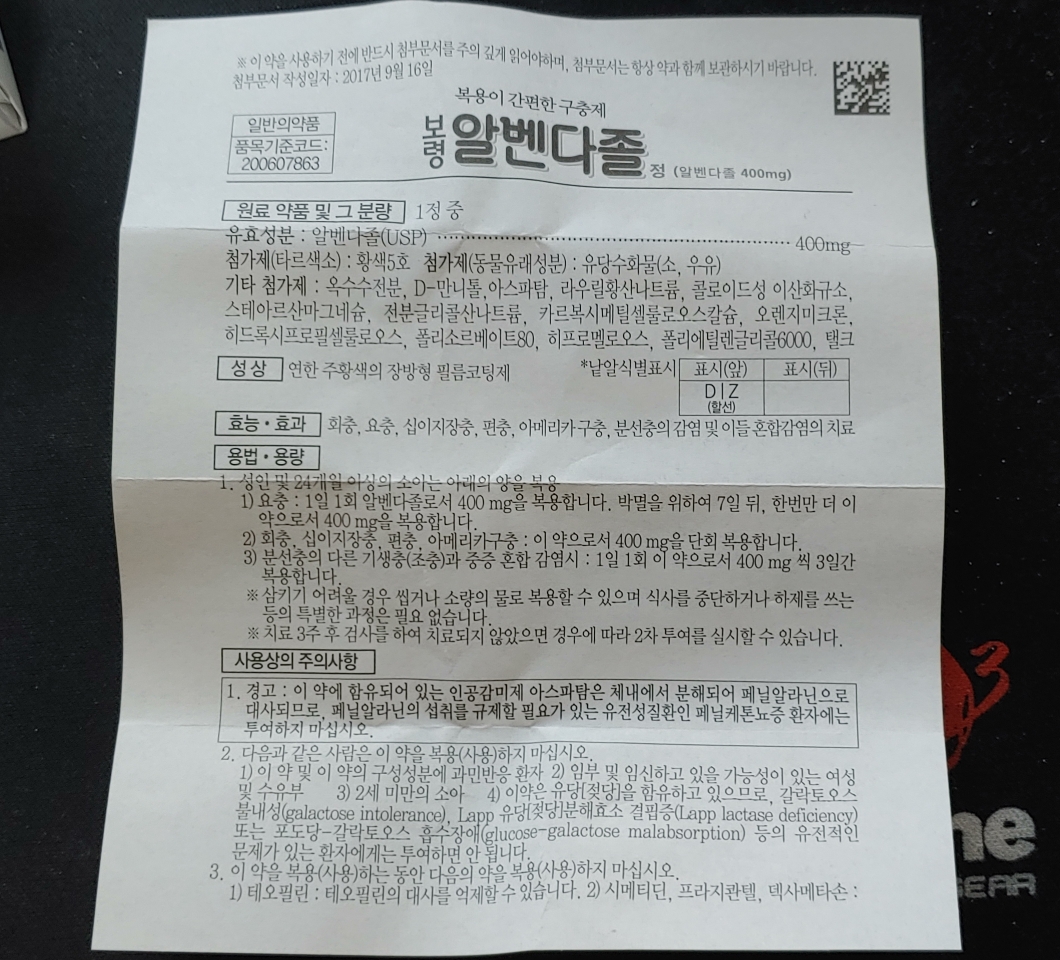 ※ 이 약을 사용하기 전에 반드시 첨부문서를 주의 깊게 읽어야하며, 첨부문서는 항상 약과 함께 보관하시기 바랍니다.
첨부문서 작성일자 : 2017년 9월 16일
복용이 간편한 구충제
일반의약품
품목기준코드:
200607863
보령 알벤다졸 정 (알벤다졸 400mg)
원료 약품 및 그 분량 1정 중
유효성분 : 알벤다졸(USP) ························ 400mg
첨가제(타르색소) : 황색5호 첨가제(동물유래성분) : 유당수화물(소, 우유)
기타 첨가제 : 옥수수전분, D-만니톨, 아스파탐, 라우릴황산나트륨, 콜로이드성 이산화규소,
스테아르산마그네슘, 전분글리콜산나트륨, 카르복시메틸셀룰로오스칼슘, 오렌지미크론,
히드록시프로필셀룰로오스, 폴리소르베이트80, 히프로멜로오스, 폴리에틸렌글리콜6000, 탤크
성상 연한 주황색의 장방형 필름코팅제
*낱알식별표시 표시(앞) 표시(뒤)
DIZ
(할선)
효능·효과 회충, 요충, 십이지장충, 편충, 아메리카구충, 분선충의 감염 및 이들 혼합감염의 치료
용법·용량
1. 성인 및 24개월 이상의 소아는 아래의 양을 복용
1) 요충 : 1일 1회 알벤다졸로서 400 mg을 복용합니다. 박멸을 위하여 7일 뒤, 한번만 더 이
약으로서 400 mg을 복용합니다.
2) 회충, 십이지장충, 편충, 아메리카구충 : 이 약으로서 400 mg을 단회 복용합니다.
3) 분선충의 다른 기생충(조충)과 중증 혼합 감염시 : 1일 1회 이 약으로서 400 mg 씩 3일간
복용합니다.
※ 삼키기 어려울 경우 씹거나 소량의 물로 복용할 수 있으며 식사를 중단하거나 하제를 쓰는
등의 특별한 과정은 필요 없습니다.
※ 치료 3주 후 검사를 하여 치료되지 않았으면 경우에 따라 2차 투여를 실시할 수 있습니다.
사용상의 주의사항
1. 경고 : 이 약에 함유되어 있는 인공감미제 아스파탐은 체내에서 분해되어 페닐알라닌으로
대사되므로, 페닐알라닌의 섭취를 규제할 필요가 있는 유전성질환인 페닐케톤뇨증 환자에는
투여하지 마십시오.
2. 다음과 같은 사람은 이 약을 복용(사용)하지 마십시오.
1) 이 약 및 이 약의 구성성분에 과민반응 환자 2) 임부 및 임신하고 있을 가능성이 있는 여성
및 수유부 3) 2세 미만의 소아 4) 이약은 유당[젖당]을 함유하고 있으므로, 갈락토오스
불내성(galactose intolerance), Lapp 유당[젖당]분해효소 결핍증(Lapp lactase deficiency)
또는 포도당-갈락토오스 흡수장애(glucose-galactose malabsorption) 등의 유전적인
문제가 있는 환자에게는 투여하면 안 됩니다.
3. 이 약을 복용(사용)하는 동안 다음의 약을 복용(사용)하지 마십시오.
1) 테오필린 : 테오필린의 대사를 억제할 수 있습니다. 2) 시메티딘, 프라지콴텔, 덱사메타손 :
3
ne
GEAR